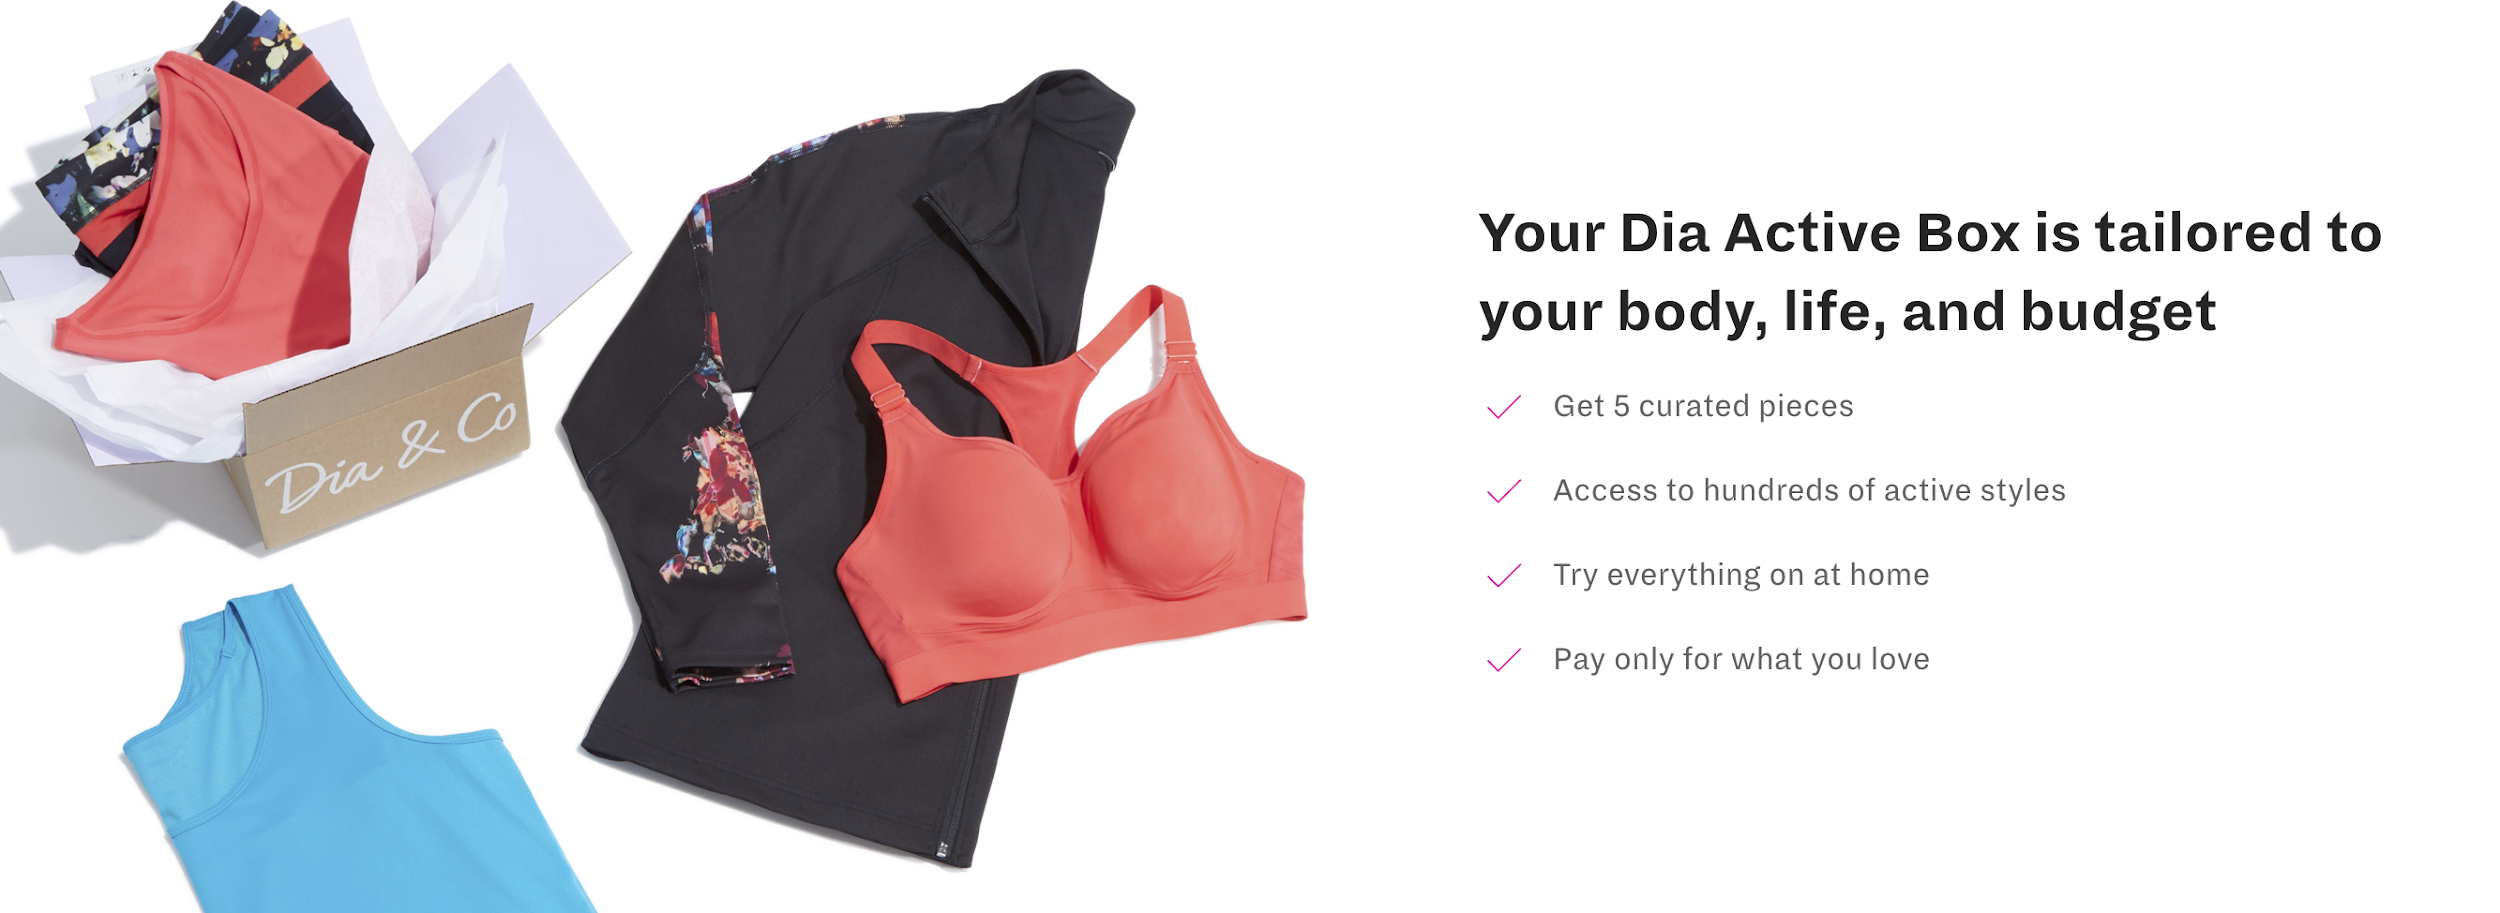 Dia & Co
Your Dia Active Box is tailored to
your body, life, and budget
Get 5 curated pieces
Access to hundreds of active styles
Try everything on at home
Pay only for what you love